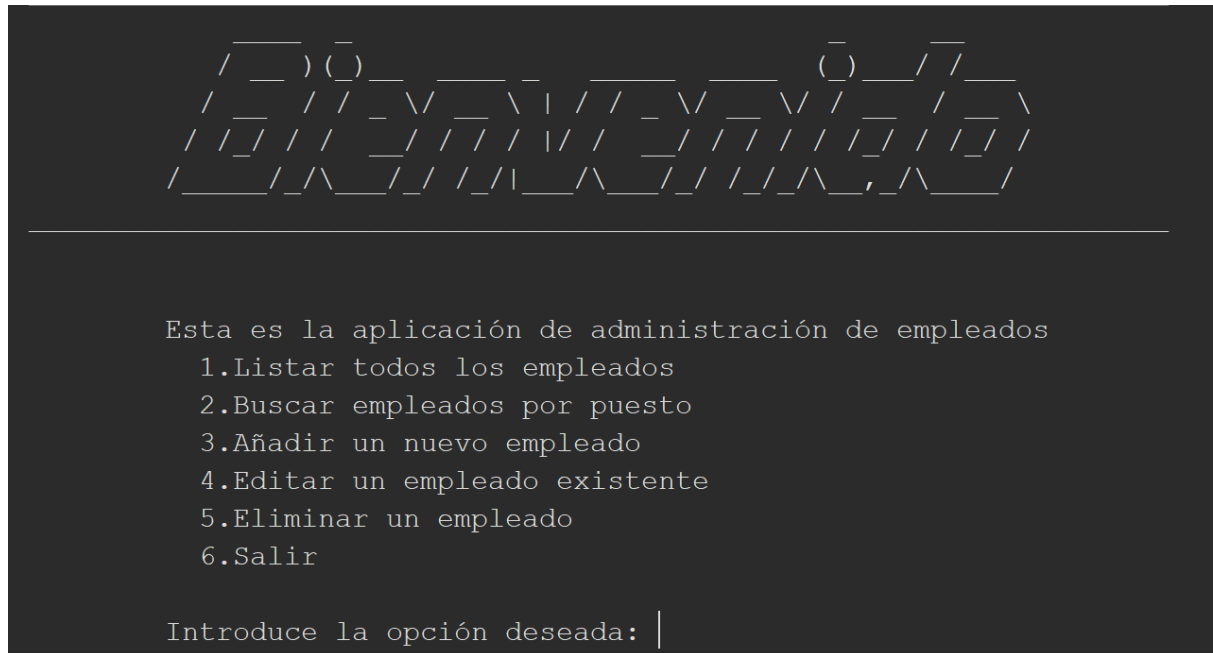 Bienvenido
Esta es la aplicación de administración de empleados
1.Listar todos los empleados
2.Buscar empleados por puesto
3.Añadir un nuevo empleado
4.Editar un empleado existente
5.Eliminar un empleado
6.Salir
Introduce la opción deseada: